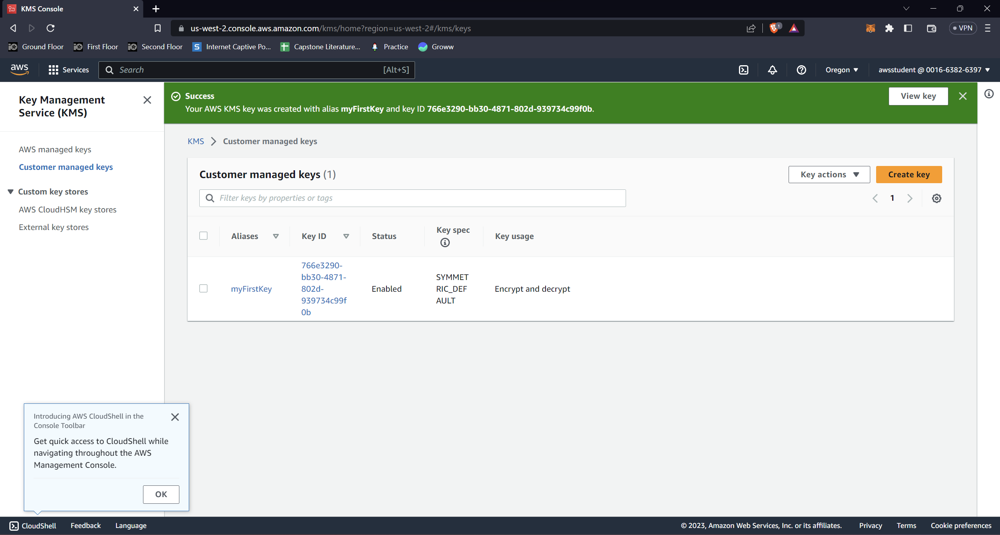 KMS Console
us-west-2.console.aws.amazon.com/kms/home?region=us-west-2#/kms/keys
1
VPN
Ground Floor
First Floor
Second Floor
S
Internet Captive Po...
Capstone Literature...
Practice
Groww
aws
Services
Search
[Alt+S]
Oregon
awsstudent @ 0016-6382-6397
Key Management
Service (KMS)
AWS managed keys
Customer managed keys
Custom key stores
AWS CloudHSM key stores
External key stores
Success
Your AWS KMS key was created with alias myFirstKey and key ID 766e3290-bb30-4871-802d-939734c99f0b.
View key
KMS
Customer managed keys
Customer managed keys (1)
Key actions
Create key
Filter keys by properties or tags
1
Aliases
Key ID
Status
Key spec
Key usage
myFirstKey
766e3290-
bb30-4871-
802d-
939734c99f
0b
Enabled
SYMMET
RIC_DEF
AULT
Encrypt and decrypt
Introducing AWS CloudShell in the
Console Toolbar
Get quick access to CloudShell while
navigating throughout the AWS
Management Console.
OK
CloudShell
Feedback
Language
© 2023, Amazon Web Services, Inc. or its affiliates.
Privacy
Terms
Cookie preferences